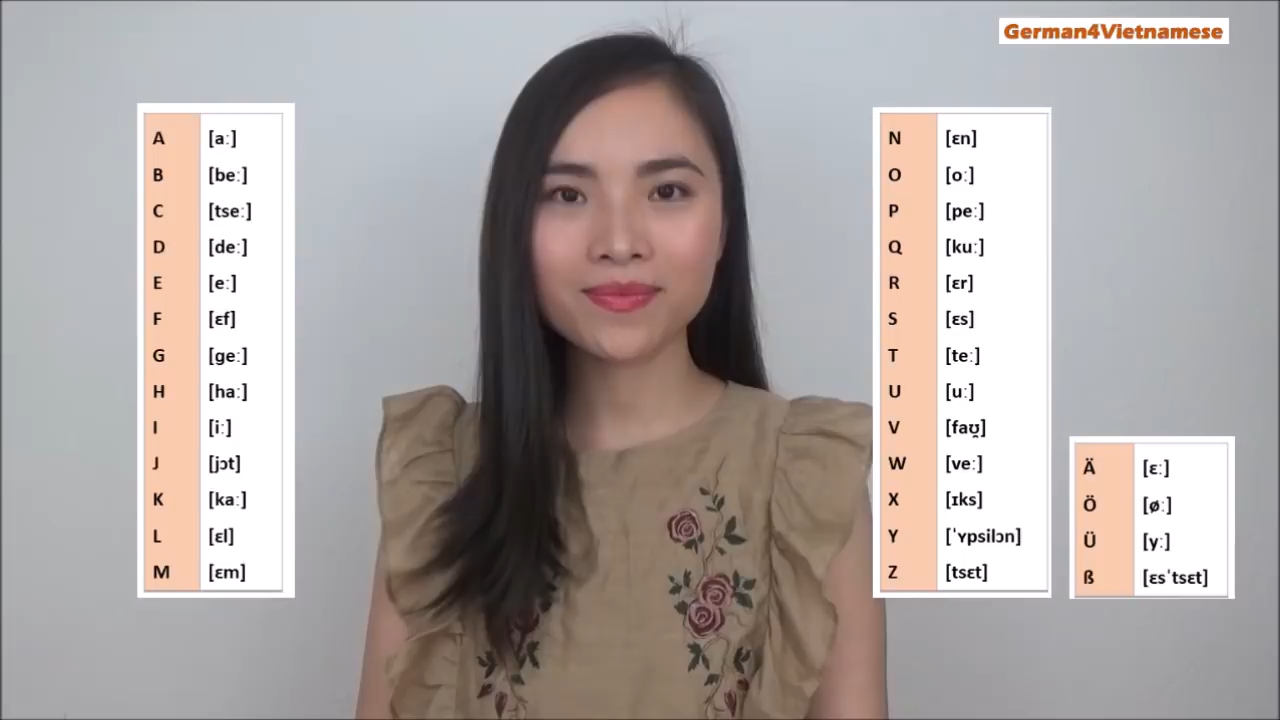 German4Vietnamese
A [aː]
B [beː]
C [tseː]
D [deː]
E [eː]
F [ɛf]
G [geː]
H [haː]
I [iː]
J [jɔt]
K [kaː]
L [ɛl]
M [ɛm]
N [ɛn]
O [oː]
P [peː]
Q [kuː]
R [ɛr]
S [ɛs]
T [teː]
U [uː]
V [faʊ̯]
W [veː]
X [ɪks]
Y [ˈʏpsilɔn]
Z [tsɛt]
Ä [ɛː]
Ö [øː]
Ü [yː]
ß [ɛsˈtsɛt]